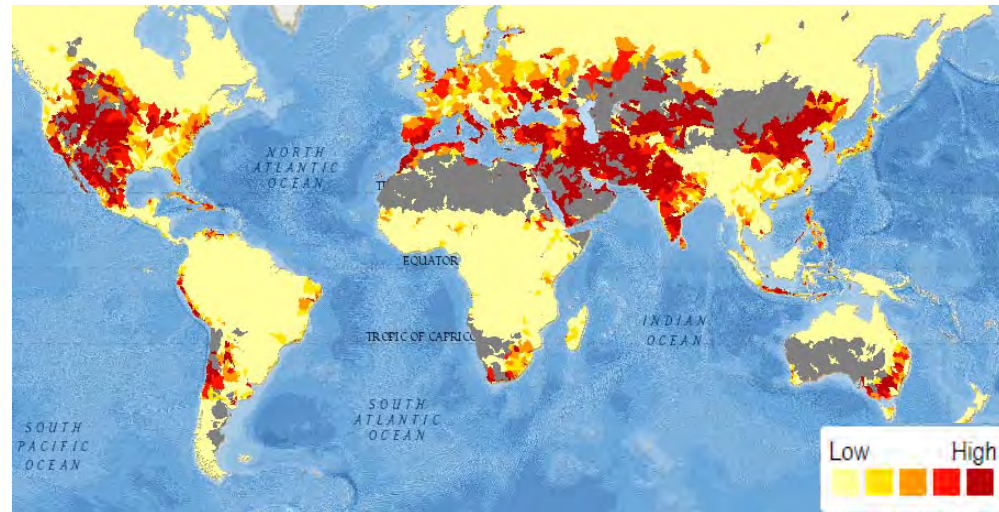 NORTH
ATLANTIC
OCEAN
EQUATOR
TROPIC OF CAPRICO
INDIAN
OCEAN
SOUTH
ATLANTIC
OCEAN
SOUTH
PACIFIC
OCEAN
Low High